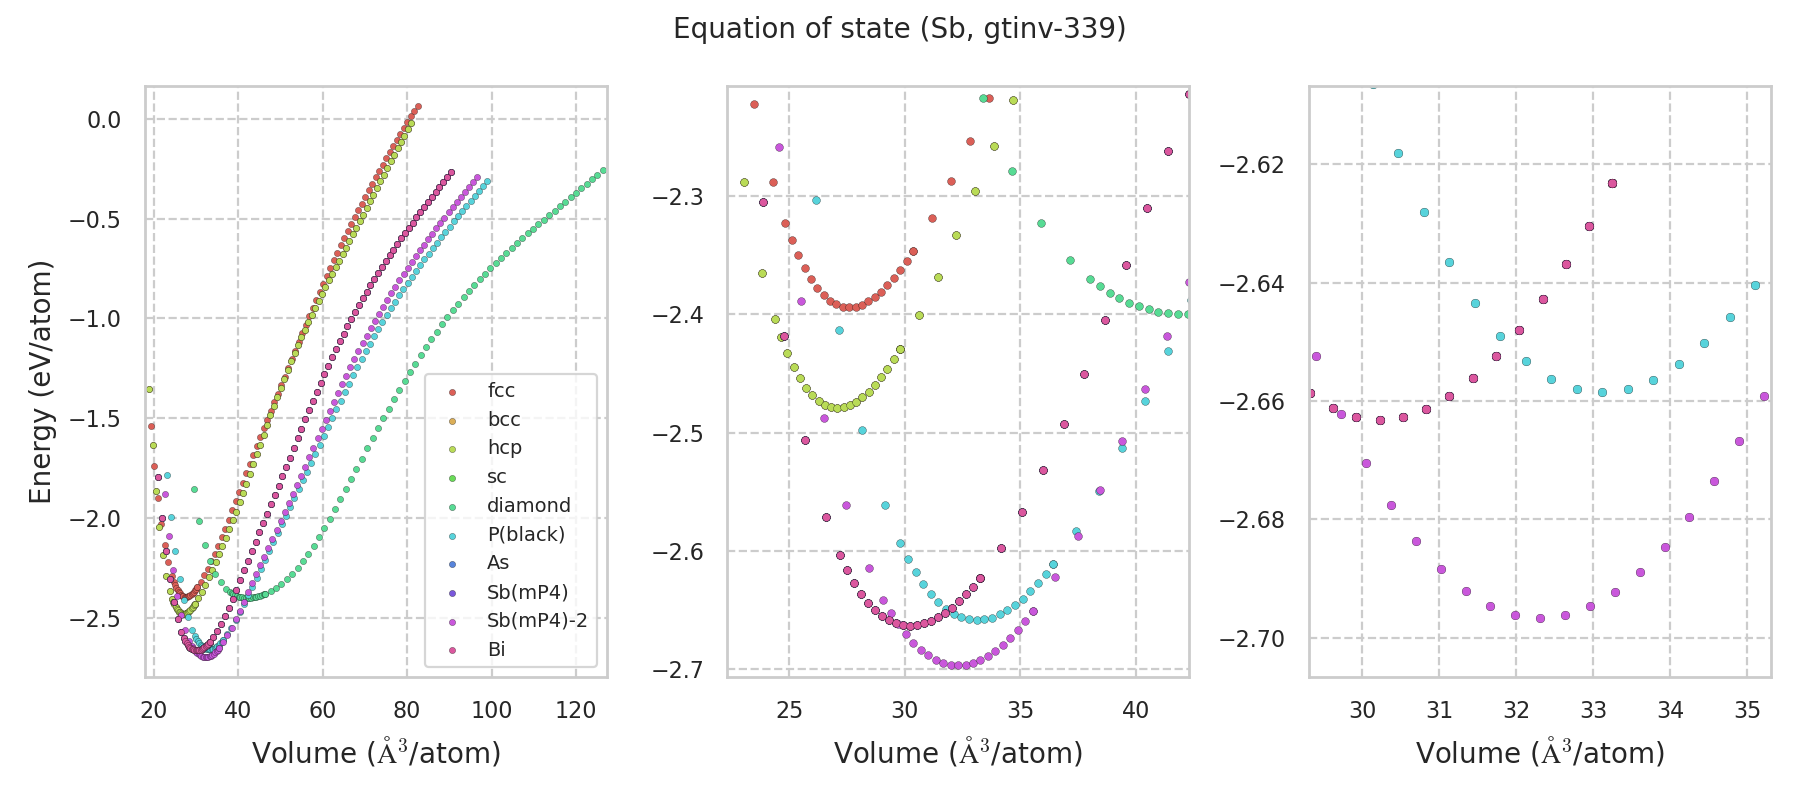 Equation of state (Sb, gtinv-339)
Energy (eV/atom)
0.0
−0.5
−1.0
−1.5
−2.0
−2.5
20 40 60 80 100 120
Volume (Å³/atom)
fcc
bcc
hcp
sc
diamond
P(black)
As
Sb(mP4)
Sb(mP4)-2
Bi
−2.3
−2.4
−2.5
−2.6
−2.7
25 30 35 40
Volume (Å³/atom)
−2.62
−2.64
−2.66
−2.68
−2.70
30 31 32 33 34 35
Volume (Å³/atom)